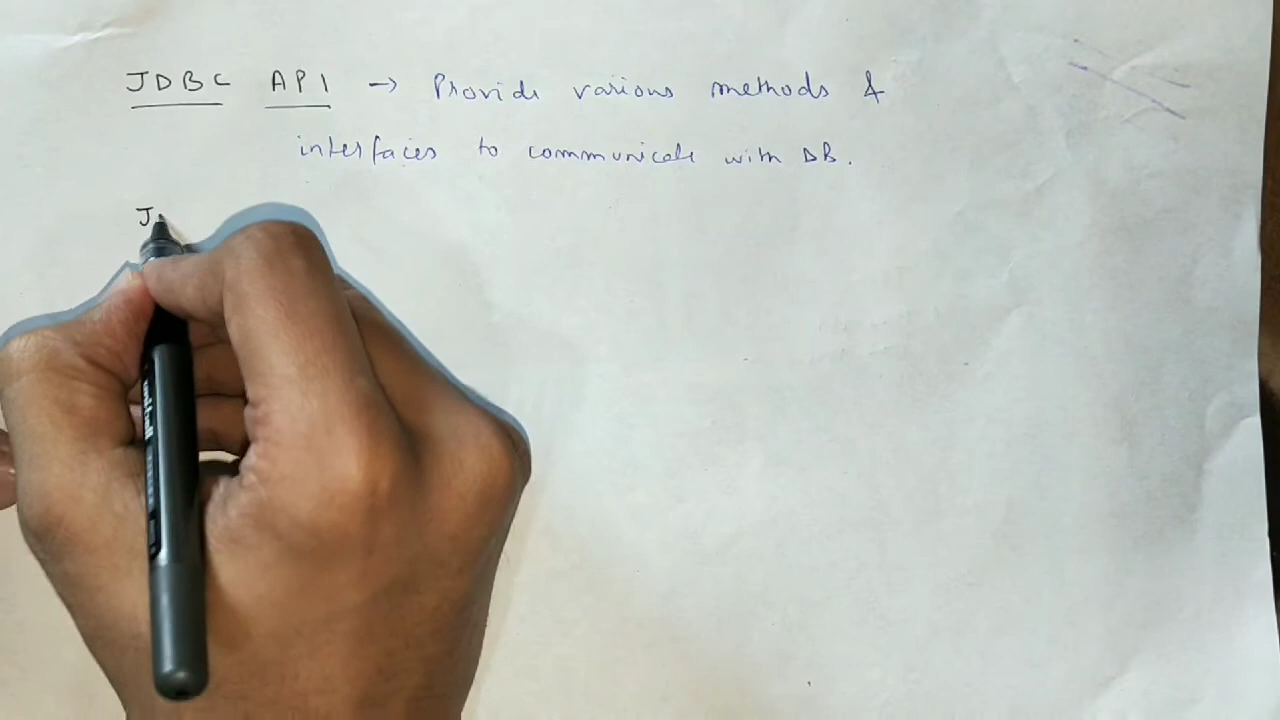 JDBC API → Provide various methods &
interfaces to communicate with DB.
J